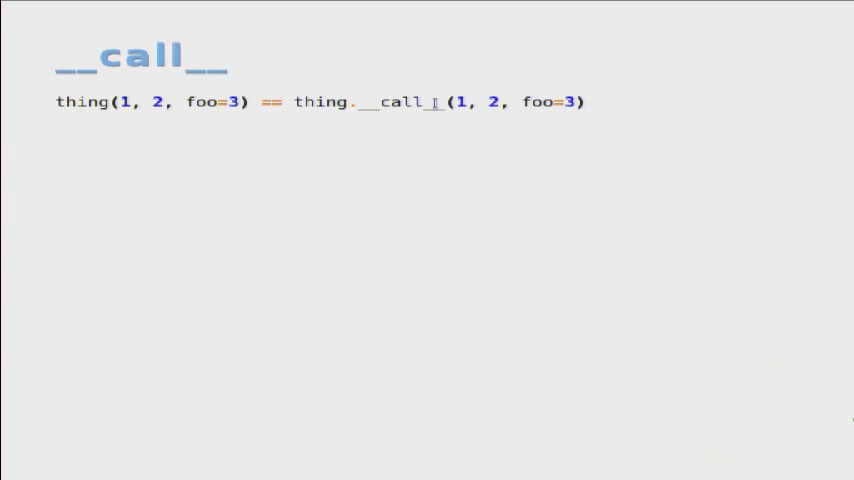 __call__
thing(1, 2, foo=3) == thing.__call__(1, 2, foo=3)